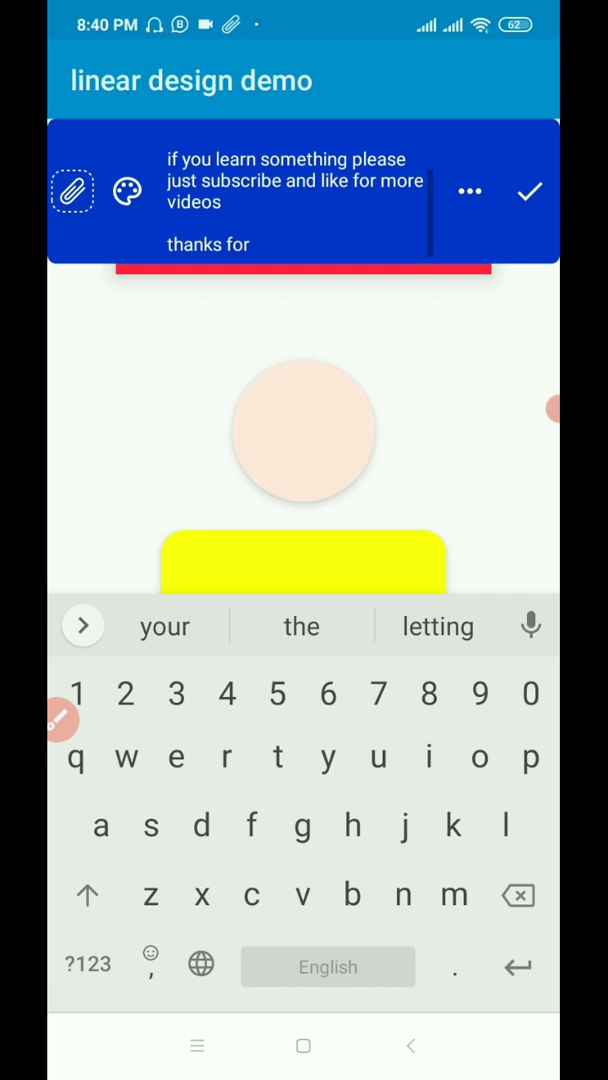 8:40 PM
62
linear design demo
if you learn something please
just subscribe and like for more
videos
thanks for
your the letting
1 2 3 4 5 6 7 8 9 0
q w e r t y u i o p
a s d f g h j k l
z x c v b n m
?123 , English .